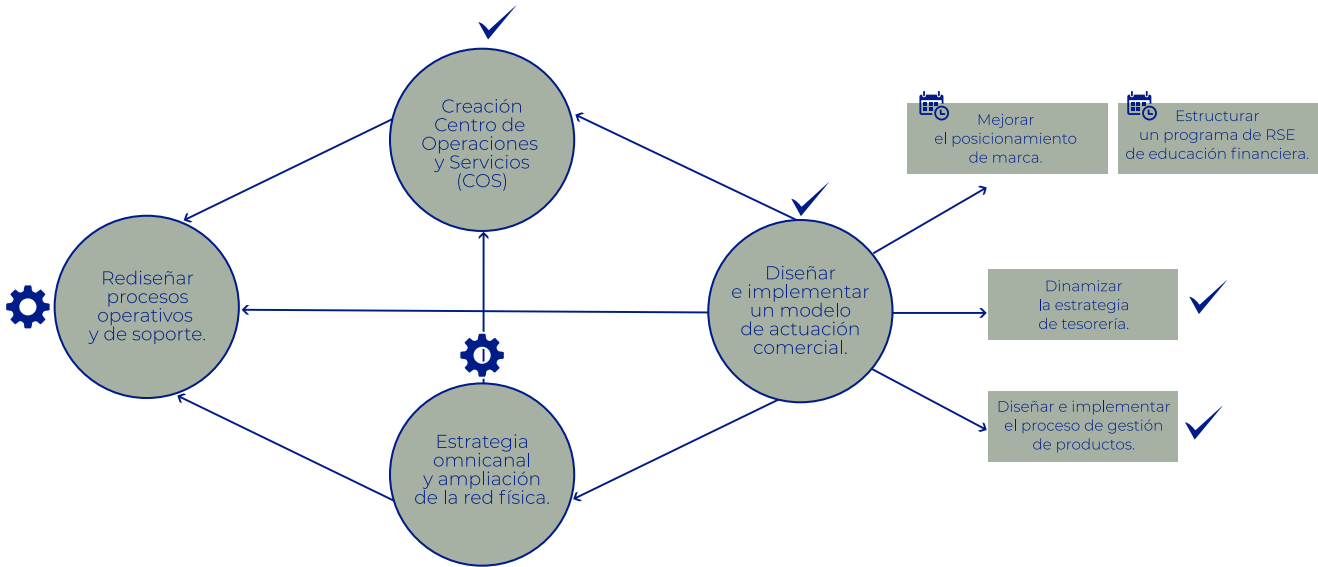 Creación
Centro de
Operaciones
y Servicios
(COS)
Mejorar
el posicionamiento
de marca.
Estructurar
un programa de RSE
de educación financiera.
Rediseñar
procesos
operativos
y de soporte.
Diseñar
e implementar
un modelo
de actuación
comercial.
Dinamizar
la estrategia
de tesorería.
Estrategia
omnicanal
y ampliación
de la red física.
Diseñar e implementar
el proceso de gestión
de productos.